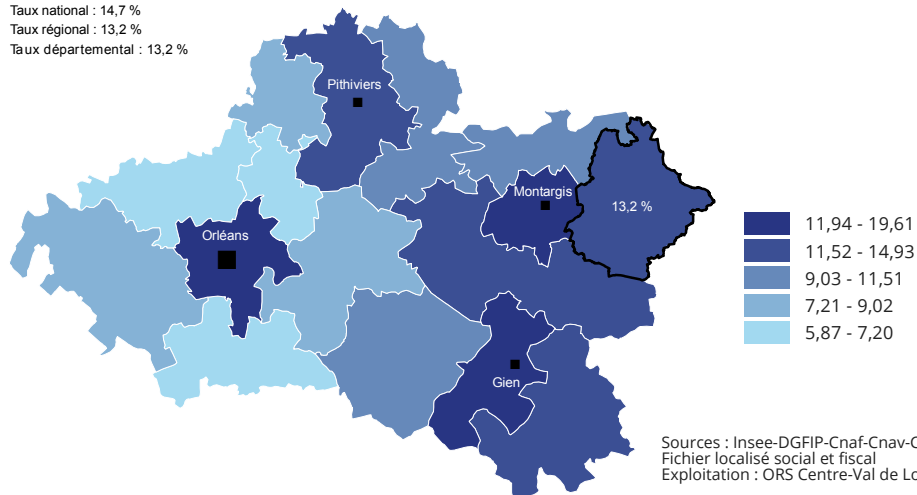 Taux national : 14,7 %
Taux régional : 13,2 %
Taux départemental : 13,2 %
Pithiviers
Montargis
13,2 %
Orléans
Gien
11,94 - 19,61
11,52 - 14,93
9,03 - 11,51
7,21 - 9,02
5,87 - 7,20
Sources : Insee-DGFIP-Cnaf-Cnav-
Fichier localisé social et fiscal
Exploitation : ORS Centre-Val de